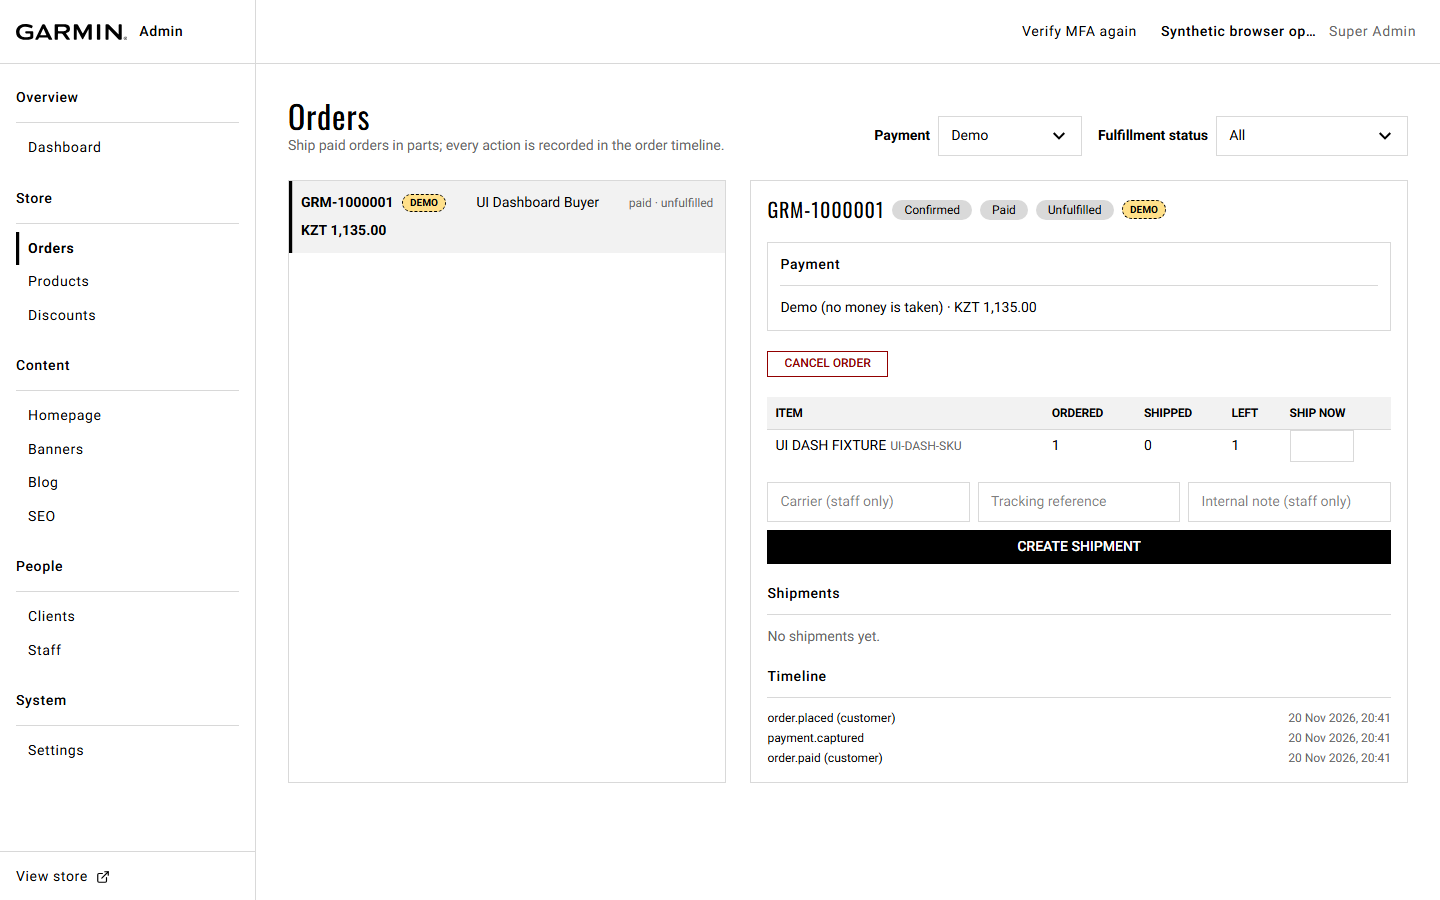 GARMIN. Admin
Verify MFA again
Synthetic browser op...
Super Admin
Overview
Dashboard
Store
Orders
Products
Discounts
Content
Homepage
Banners
Blog
SEO
People
Clients
Staff
System
Settings
View store
Orders
Ship paid orders in parts; every action is recorded in the order timeline.
Payment Demo
Fulfillment status All
GRM-1000001 DEMO UI Dashboard Buyer paid · unfulfilled
KZT 1,135.00
GRM-1000001 Confirmed Paid Unfulfilled DEMO
Payment
Demo (no money is taken) · KZT 1,135.00
CANCEL ORDER
ITEM ORDERED SHIPPED LEFT SHIP NOW
UI DASH FIXTURE UI-DASH-SKU 1 0 1
Carrier (staff only) Tracking reference Internal note (staff only)
CREATE SHIPMENT
Shipments
No shipments yet.
Timeline
order.placed (customer) 20 Nov 2026, 20:41
payment.captured 20 Nov 2026, 20:41
order.paid (customer) 20 Nov 2026, 20:41